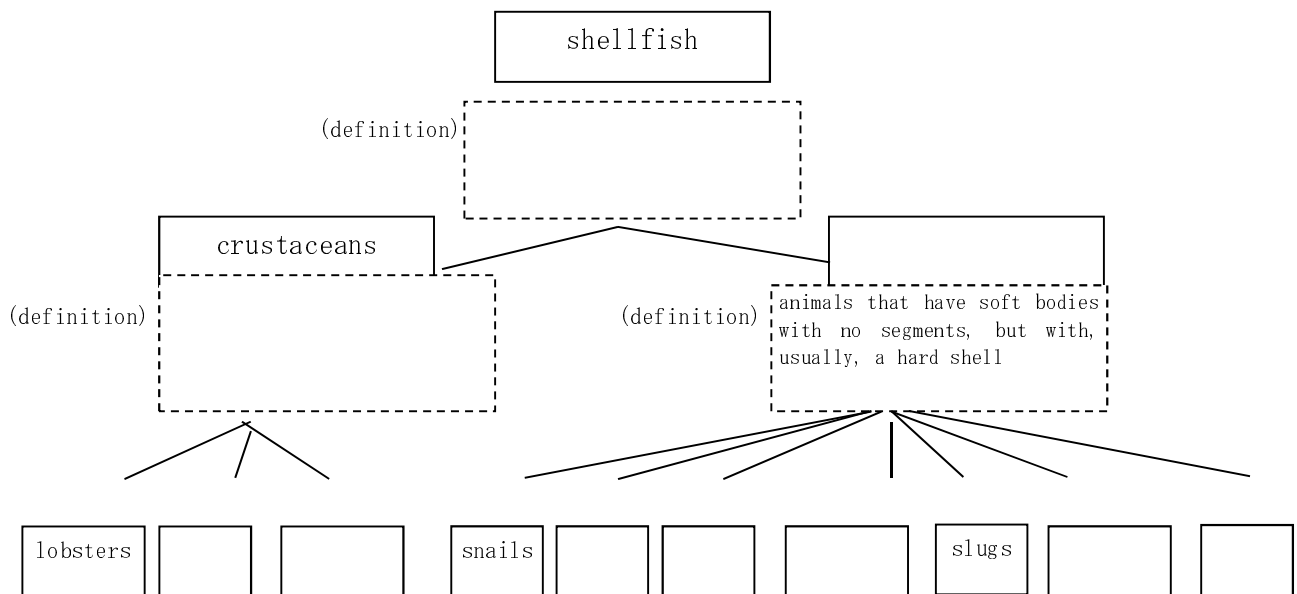 shellfish
(definition)
crustaceans
(definition)
(definition)
animals that have soft bodies
with no segments, but with,
usually, a hard shell
lobsters
snails
slugs